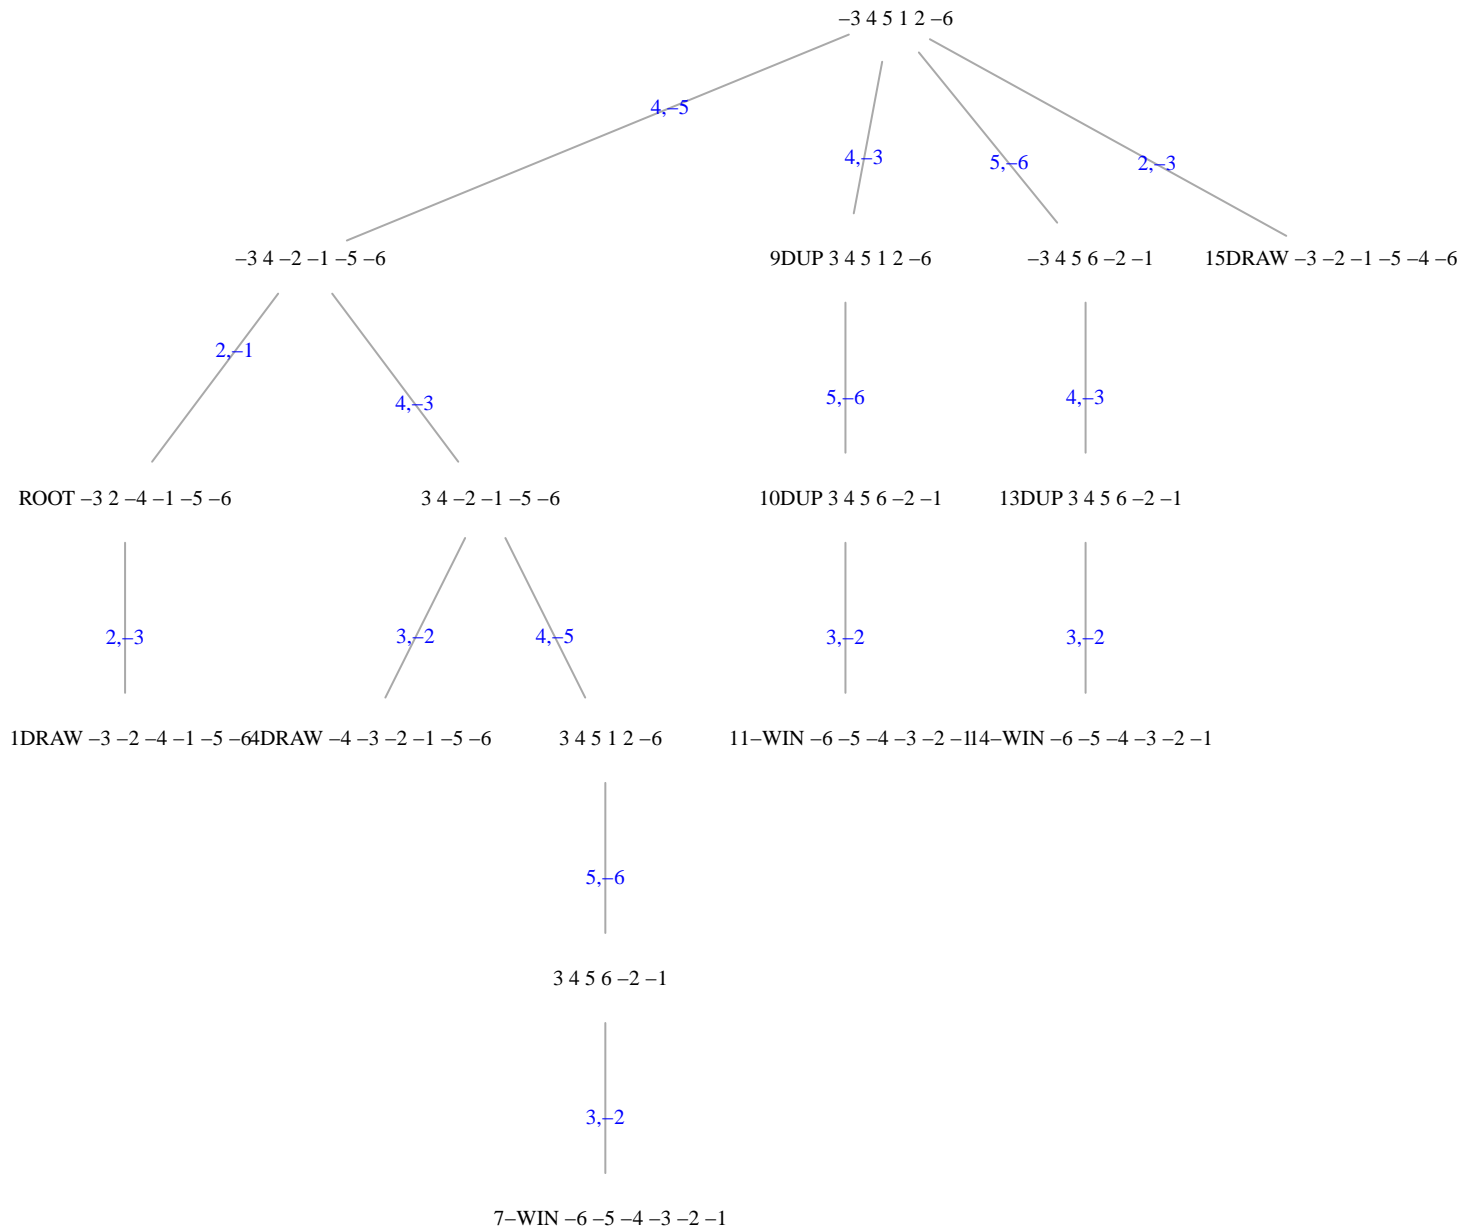 −3 4 5 1 2 −6
4,−5
4,−3
5,−6
2,−3
−3 4 −2 −1 −5 −6
9DUP 3 4 5 1 2 −6
−3 4 5 6 −2 −1
15DRAW −3 −2 −1 −5 −4 −6
2,−1
4,−3
5,−6
4,−3
ROOT −3 2 −4 −1 −5 −6
3 4 −2 −1 −5 −6
10DUP 3 4 5 6 −2 −1
13DUP 3 4 5 6 −2 −1
2,−3
3,−2
4,−5
3,−2
3,−2
1DRAW −3 −2 −4 −1 −5 −6
4DRAW −4 −3 −2 −1 −5 −6
3 4 5 1 2 −6
11−WIN −6 −5 −4 −3 −2 −1
14−WIN −6 −5 −4 −3 −2 −1
5,−6
3 4 5 6 −2 −1
3,−2
7−WIN −6 −5 −4 −3 −2 −1